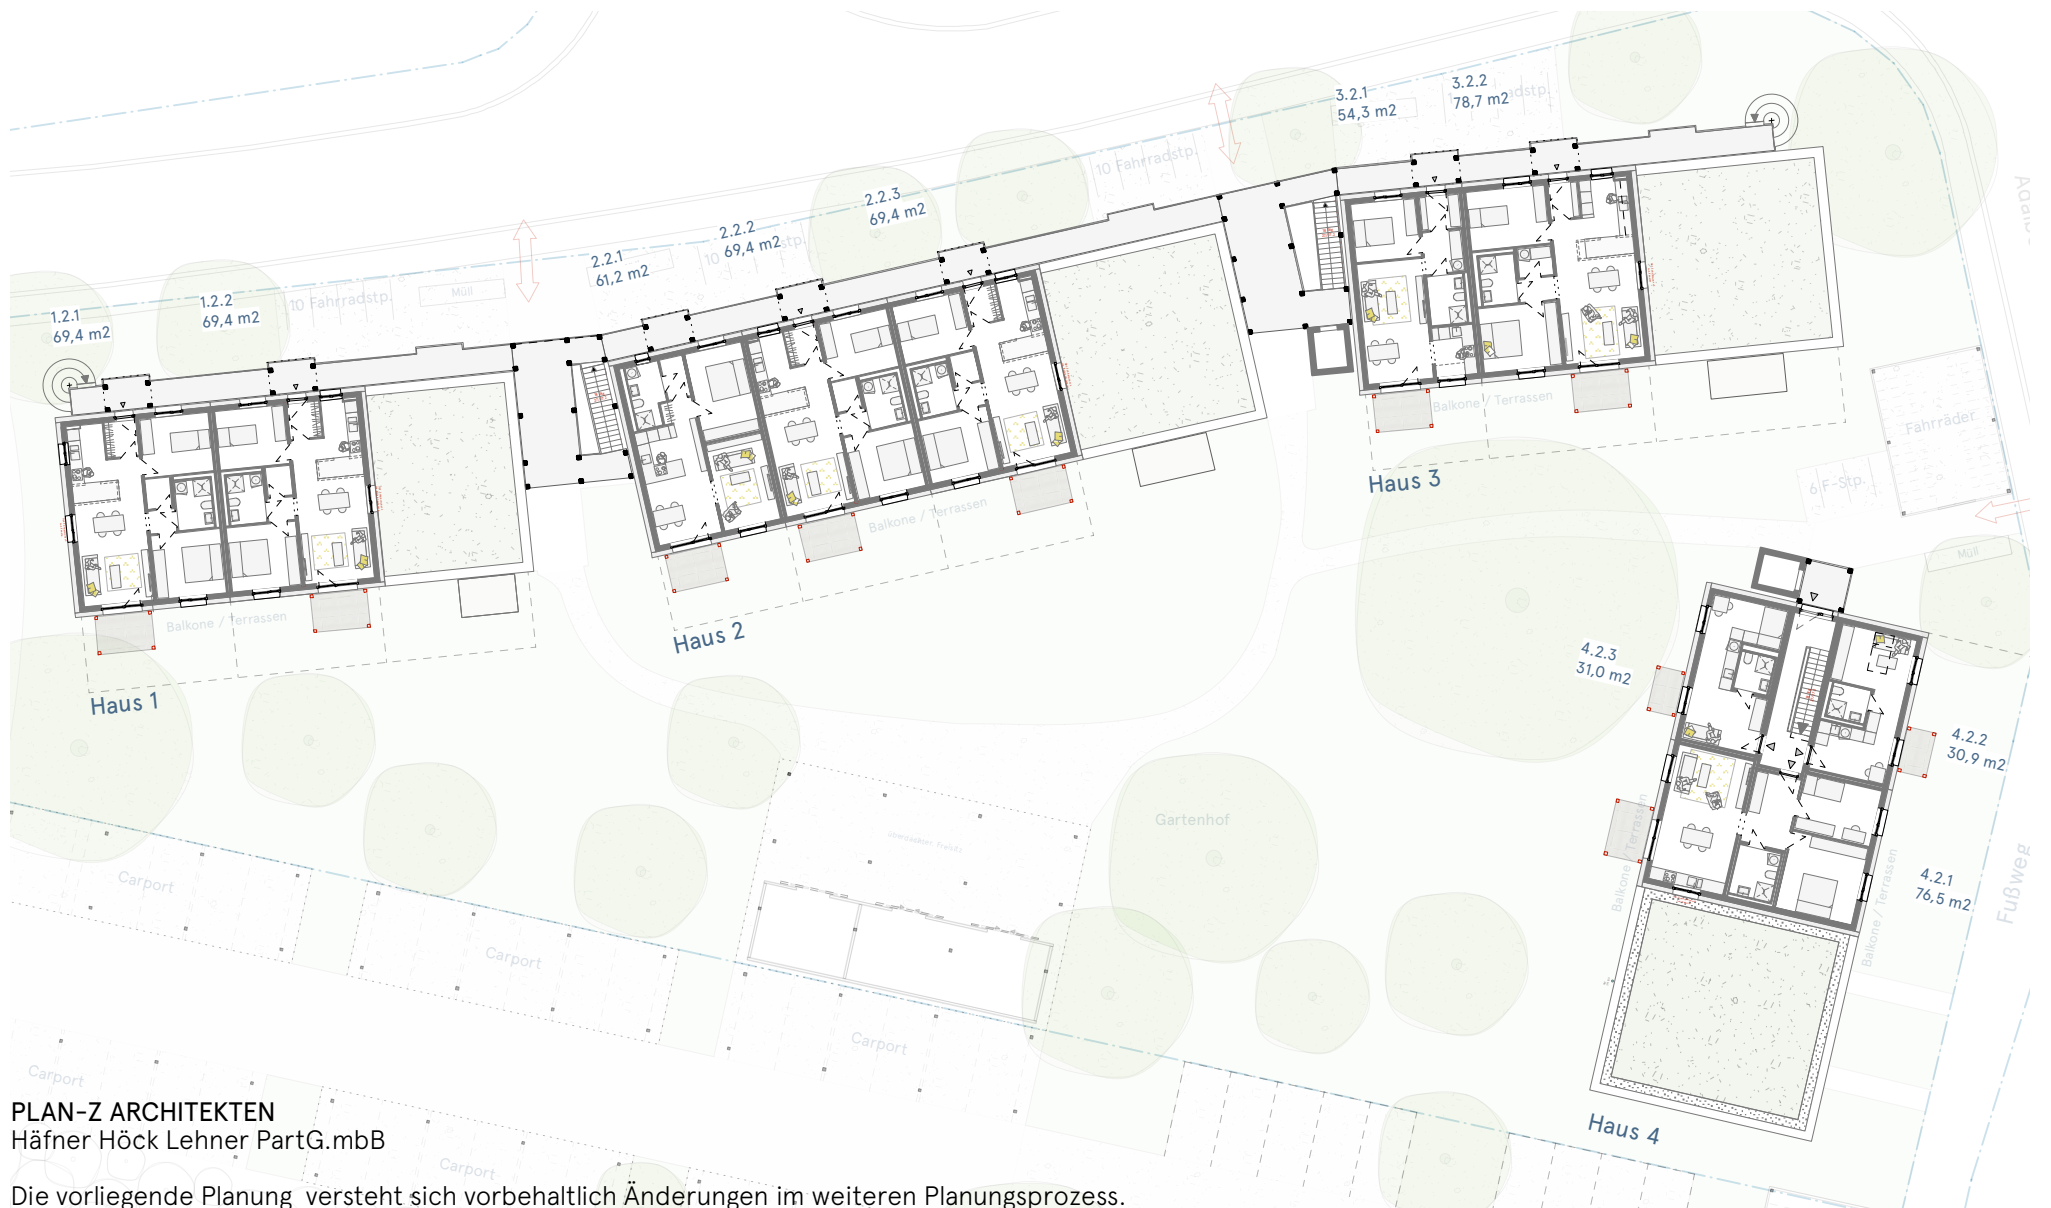 3.2.1
54,3 m2
3.2.2
78,7 m2
10 Fahrradstp.
2.2.3
69,4 m2
2.2.2
69,4 m2
2.2.1
61,2 m2
1.2.2
69,4 m2
1.2.1
69,4 m2
10 Fahrradstp.
Müll
Balkone / Terrassen
Haus 3
Fahrräder
6 F-Stp.
Müll
Balkone / Terrassen
Balkone / Terrassen
Haus 2
Haus 1
4.2.3
31,0 m2
4.2.2
30,9 m2
4.2.1
76,5 m2
Gartenhof
Balkone / Terrassen
Balkone / Terrassen
Fußweg
Carport
Carport
Carport
Carport
Carport
Haus 4
PLAN-Z ARCHITEKTEN
Häfner Höck Lehner PartG.mbB
Die vorliegende Planung versteht sich vorbehaltlich Änderungen im weiteren Planungsprozess.